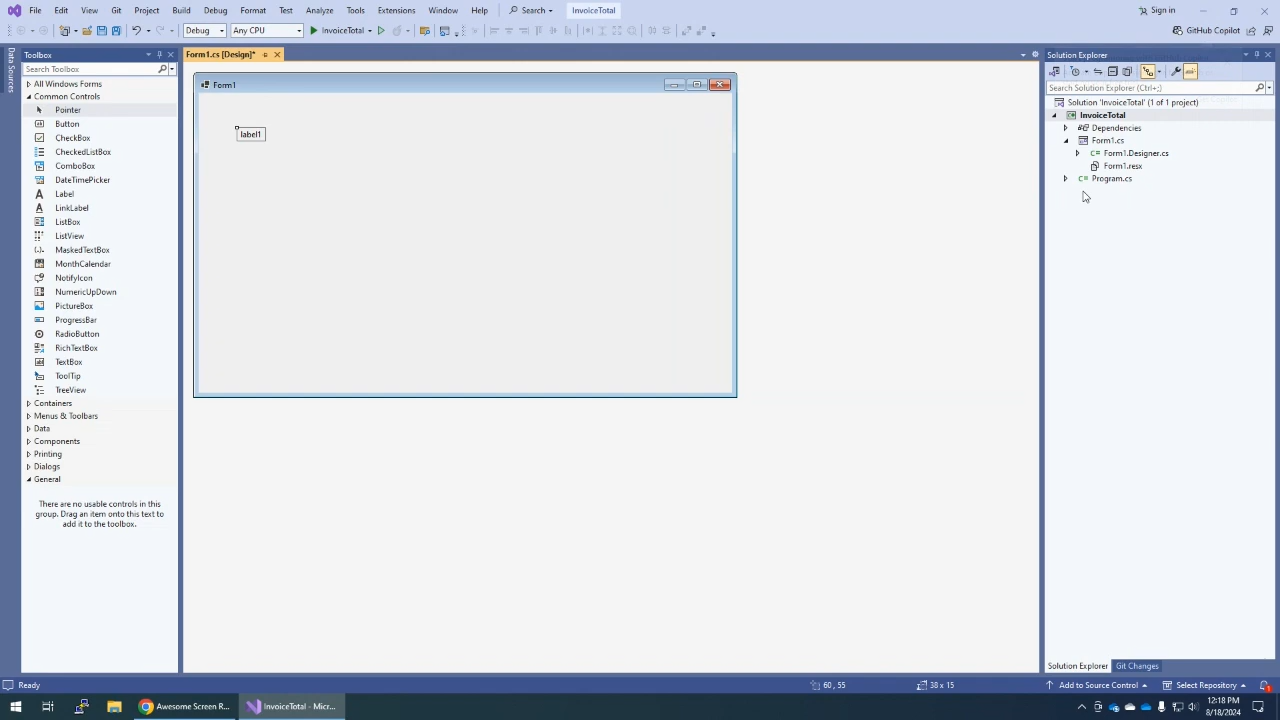 File Edit View Git Project Build Debug Format Test Analyze Tools Extensions Window Help Search InvoiceTotal Sign in
Debug Any CPU InvoiceTotal GitHub Copilot
Data Sources
Toolbox
Search Toolbox
All Windows Forms
Common Controls
Pointer
Button
CheckBox
CheckedListBox
ComboBox
DateTimePicker
Label
LinkLabel
ListBox
ListView
MaskedTextBox
MonthCalendar
NotifyIcon
NumericUpDown
PictureBox
ProgressBar
RadioButton
RichTextBox
TextBox
ToolTip
TreeView
Containers
Menus & Toolbars
Data
Components
Printing
Dialogs
General
There are no usable controls in this
group. Drag an item onto this text to
add it to the toolbox.
Form1.cs [Design]*
Form1
label1
Solution Explorer
Search Solution Explorer (Ctrl+;)
Solution 'InvoiceTotal' (1 of 1 project)
InvoiceTotal
Dependencies
Form1.cs
Form1.Designer.cs
Form1.resx
Program.cs
Solution Explorer Git Changes
Ready 60 , 55 38 x 15 Add to Source Control Select Repository 1
Awesome Screen R... InvoiceTotal - Micr...
12:18 PM
8/18/2024